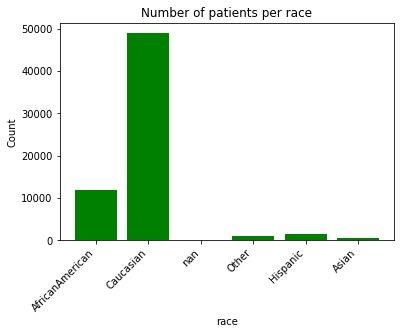 Number of patients per race
50000
40000
30000
20000
10000
0
Count
AfricanAmerican
Caucasian
nan
Other
Hispanic
Asian
race